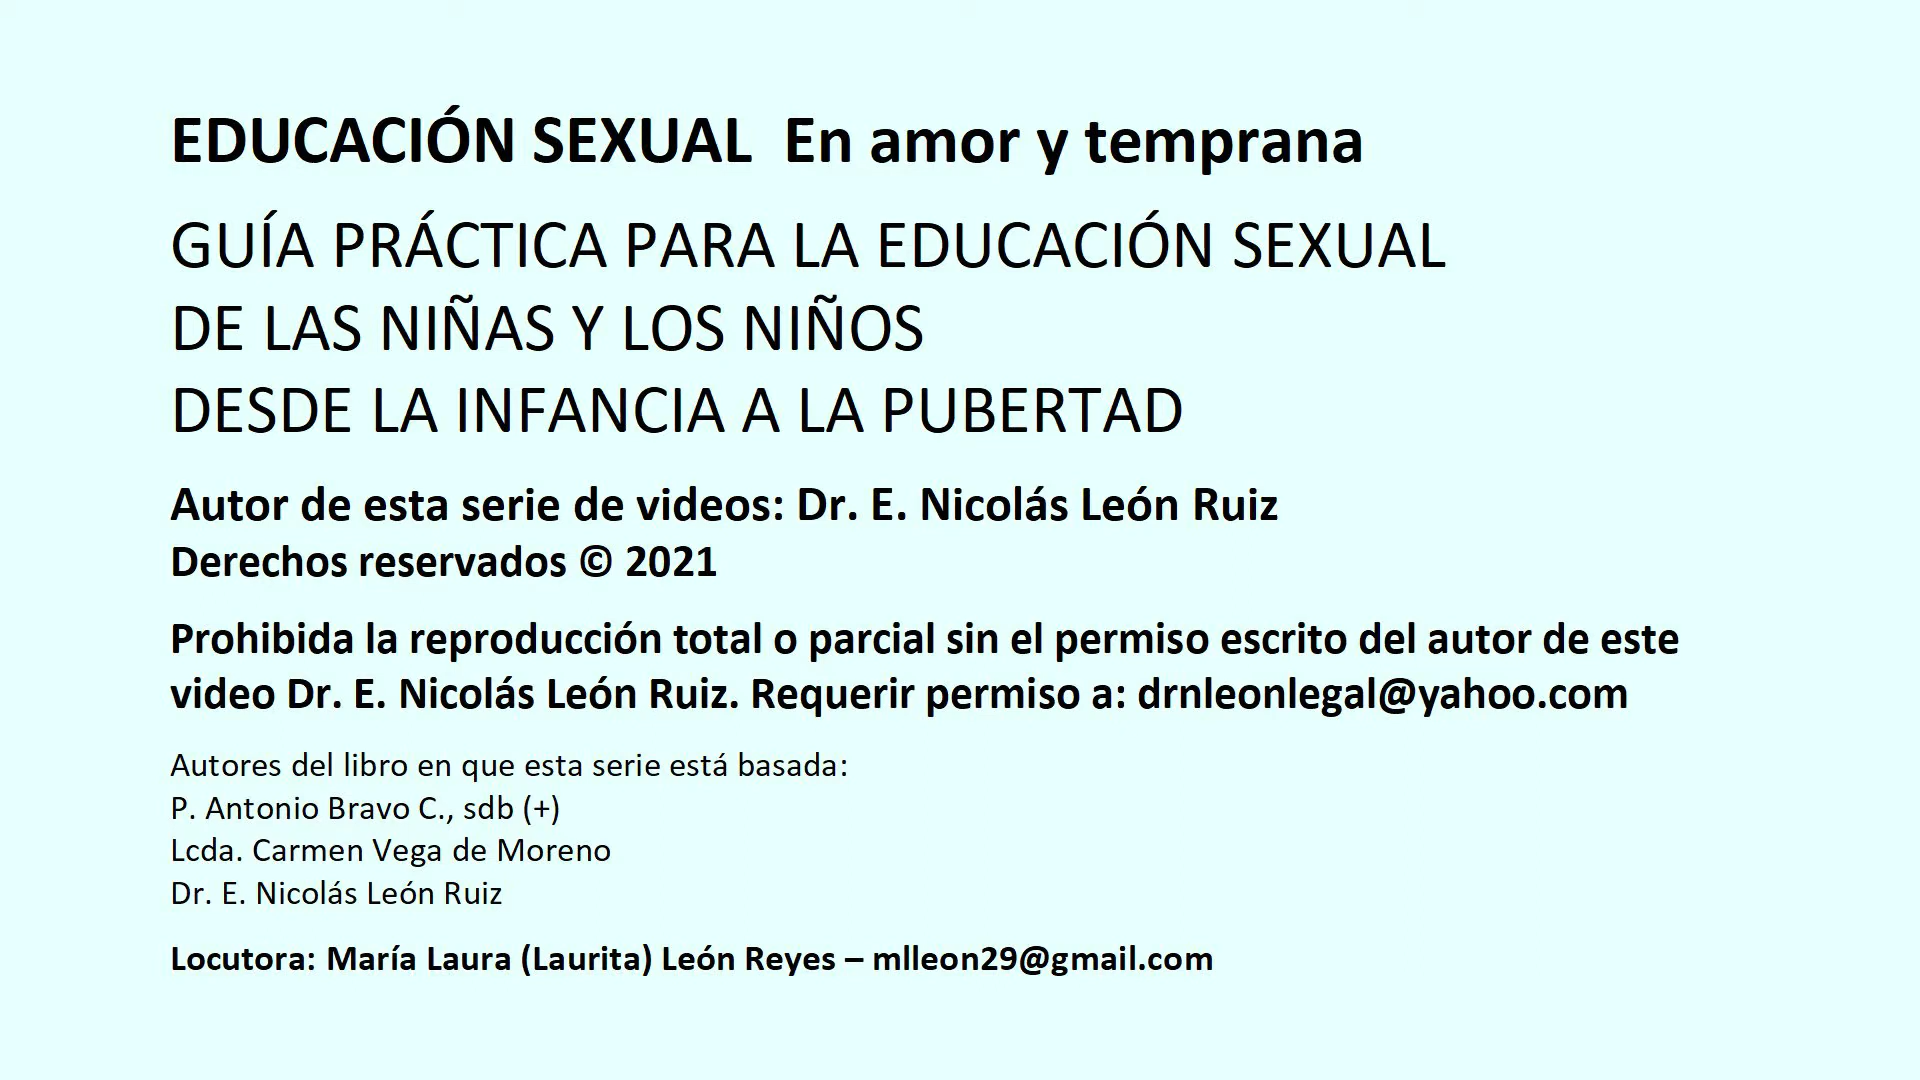 EDUCACIÓN SEXUAL  En amor y temprana
GUÍA PRÁCTICA PARA LA EDUCACIÓN SEXUAL
DE LAS NIÑAS Y LOS NIÑOS
DESDE LA INFANCIA A LA PUBERTAD
Autor de esta serie de videos: Dr. E. Nicolás León Ruiz
Derechos reservados © 2021
Prohibida la reproducción total o parcial sin el permiso escrito del autor de este
video Dr. E. Nicolás León Ruiz. Requerir permiso a: drnleonlegal@yahoo.com
Autores del libro en que esta serie está basada:
P. Antonio Bravo C., sdb (+)
Lcda. Carmen Vega de Moreno
Dr. E. Nicolás León Ruiz
Locutora: María Laura (Laurita) León Reyes – mlleon29@gmail.com